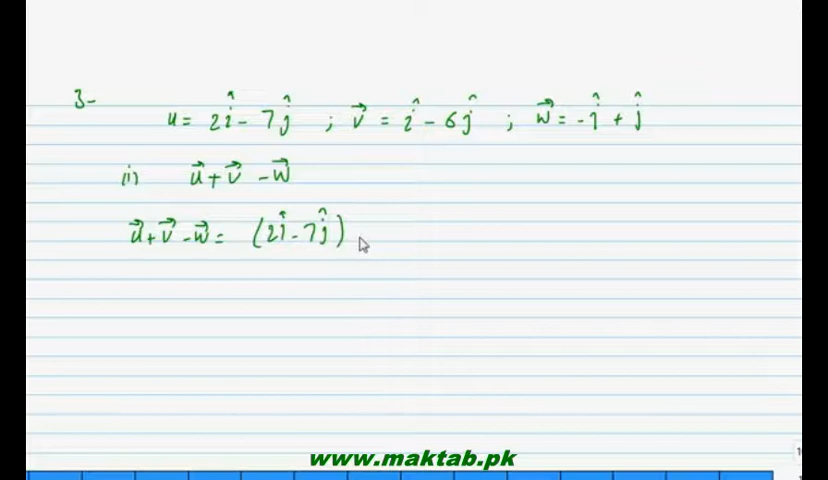 3-
u = 2î - 7ĵ ; v⃗ = î - 6ĵ ; w⃗ = -î + ĵ
(i) u⃗ + v⃗ - w⃗
u⃗ + v⃗ - w⃗ = (2î - 7ĵ)
www.maktab.pk